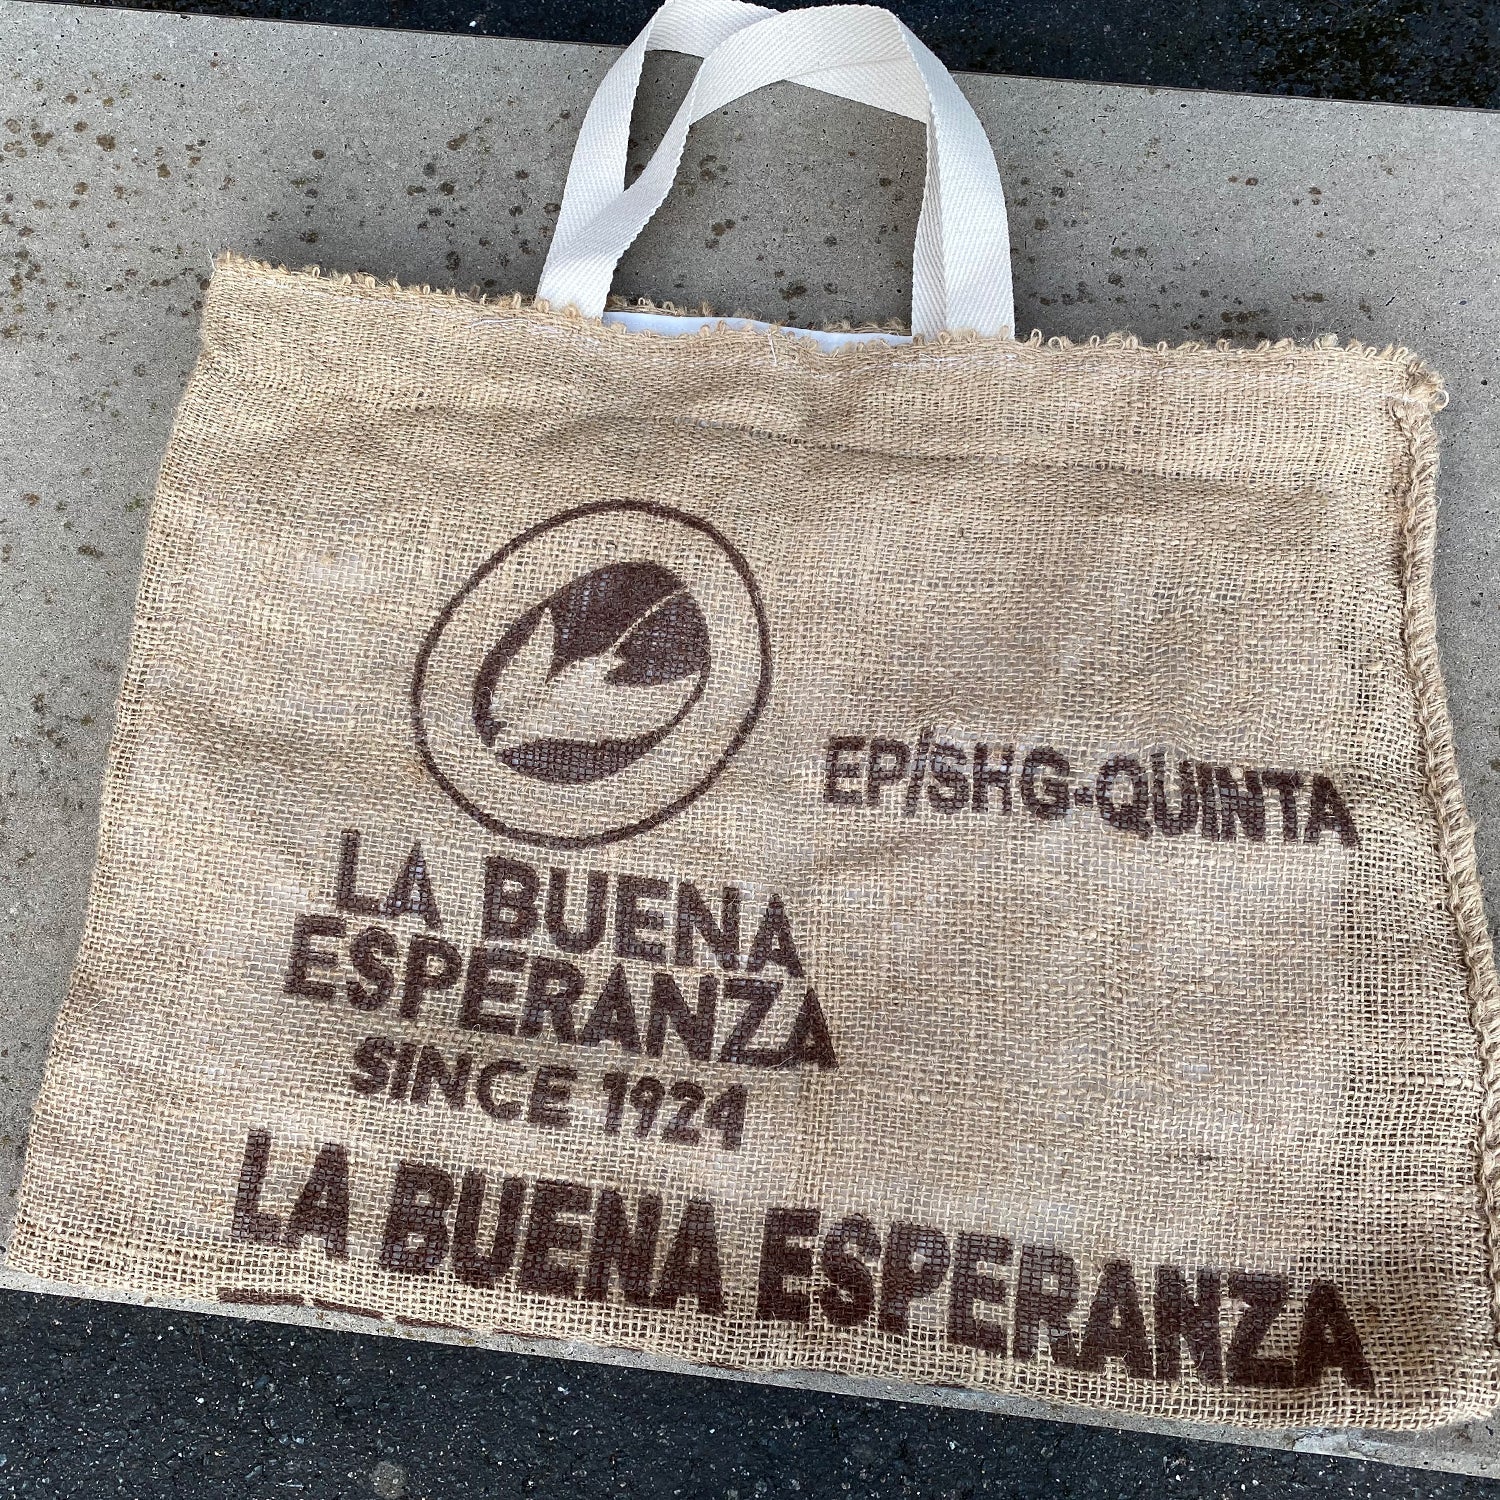 LA BUENA
ESPERANZA
SINCE 1924
EP/SHG-QUINTA
LA BUENA ESPERANZA